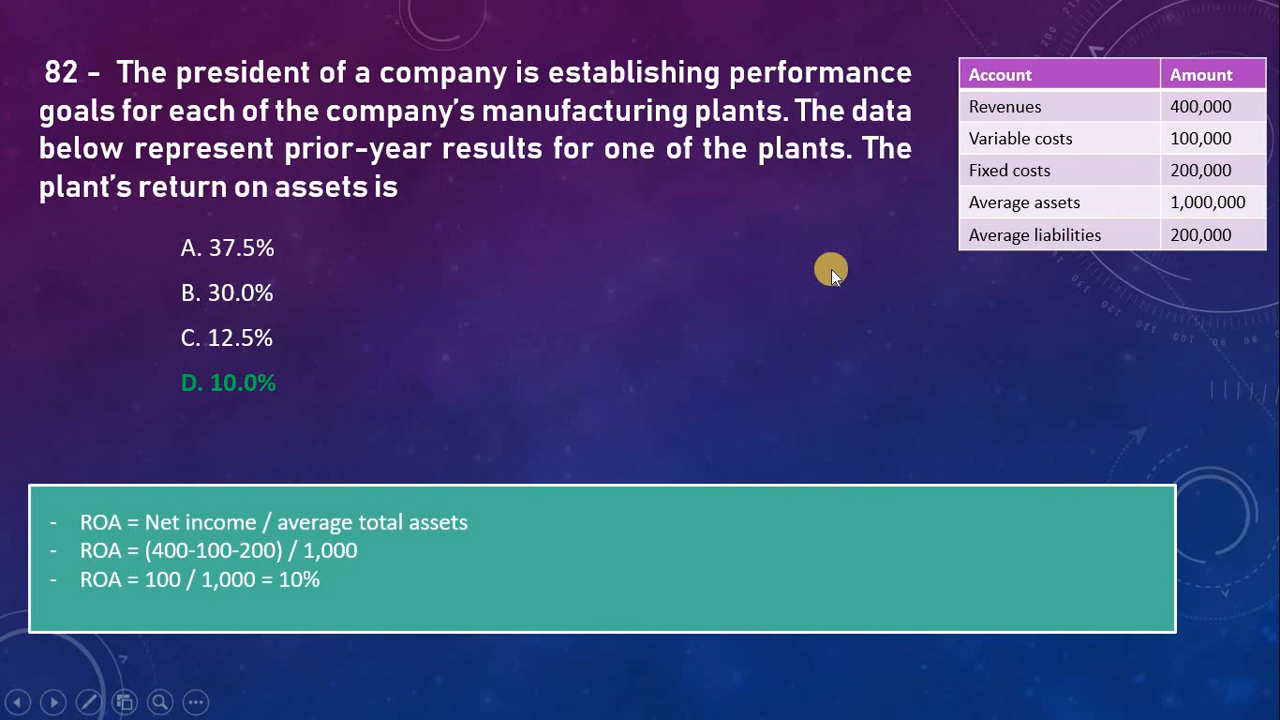 82 - The president of a company is establishing performance
goals for each of the company's manufacturing plants. The data
below represent prior-year results for one of the plants. The
plant's return on assets is
A. 37.5%
B. 30.0%
C. 12.5%
D. 10.0%
Account Amount
Revenues 400,000
Variable costs 100,000
Fixed costs 200,000
Average assets 1,000,000
Average liabilities 200,000
- ROA = Net income / average total assets
- ROA = (400-100-200) / 1,000
- ROA = 100 / 1,000 = 10%